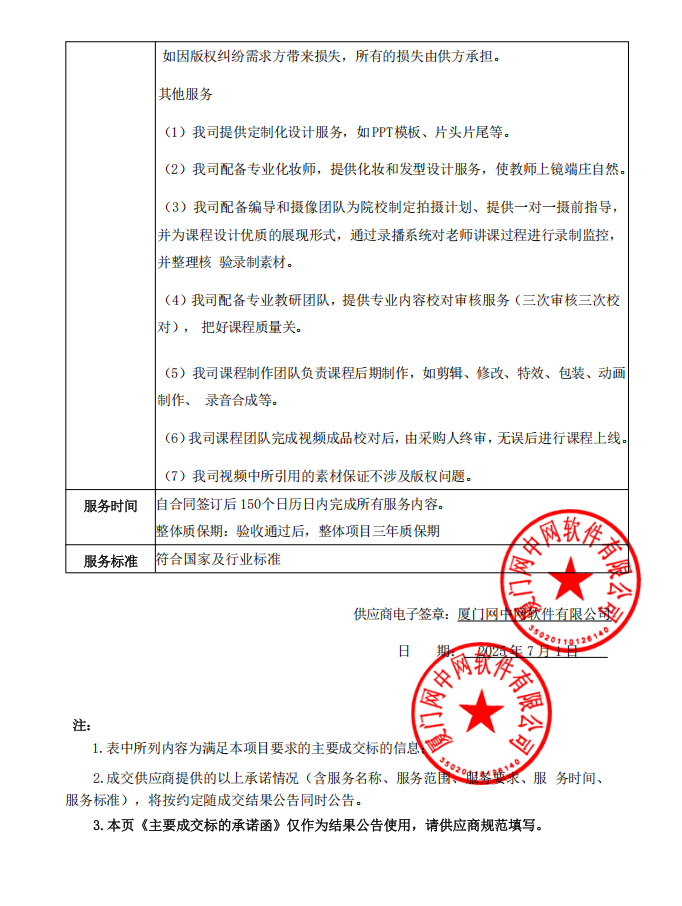 如因版权纠纷需求方带来损失，所有的损失由供方承担。
其他服务
（1）我司提供定制化设计服务，如PPT模板、片头片尾等。
（2）我司配备专业化妆师，提供化妆和发型设计服务，使教师上镜端庄自然。
（3）我司配备编导和摄像团队为院校制定拍摄计划、提供一对一摄前指导，
并为课程设计优质的展现形式，通过录播系统对老师讲课过程进行录制监控，
并整理核 验录制素材。
（4）我司配备专业教研团队，提供专业内容校对审核服务（三次审核三次校
对）， 把好课程质量关。
（5）我司课程制作团队负责课程后期制作，如剪辑、修改、特效、包装、动画
制作、 录音合成等。
（6）我司课程团队完成视频成品校对后，由采购人终审，无误后进行课程上线。
（7）我司视频中所引用的素材保证不涉及版权问题。
服务时间
自合同签订后 150个日历日内完成所有服务内容。
整体质保期：验收通过后，整体项目三年质保期
服务标准
符合国家及行业标准
供应商电子签章：厦门网中网软件有限公司
日 期： 2025 年 7 月 1 日
厦门网中网软件有限公司
35020110126140
厦门网中网软件有限公司
35020110126140
注：
1.表中所列内容为满足本项目要求的主要成交标的信息。
2.成交供应商提供的以上承诺情况（含服务名称、服务范围、服务要求、服 务时间、
服务标准），将按约定随成交结果公告同时公告。
3.本页《主要成交标的承诺函》仅作为结果公告使用，请供应商规范填写。